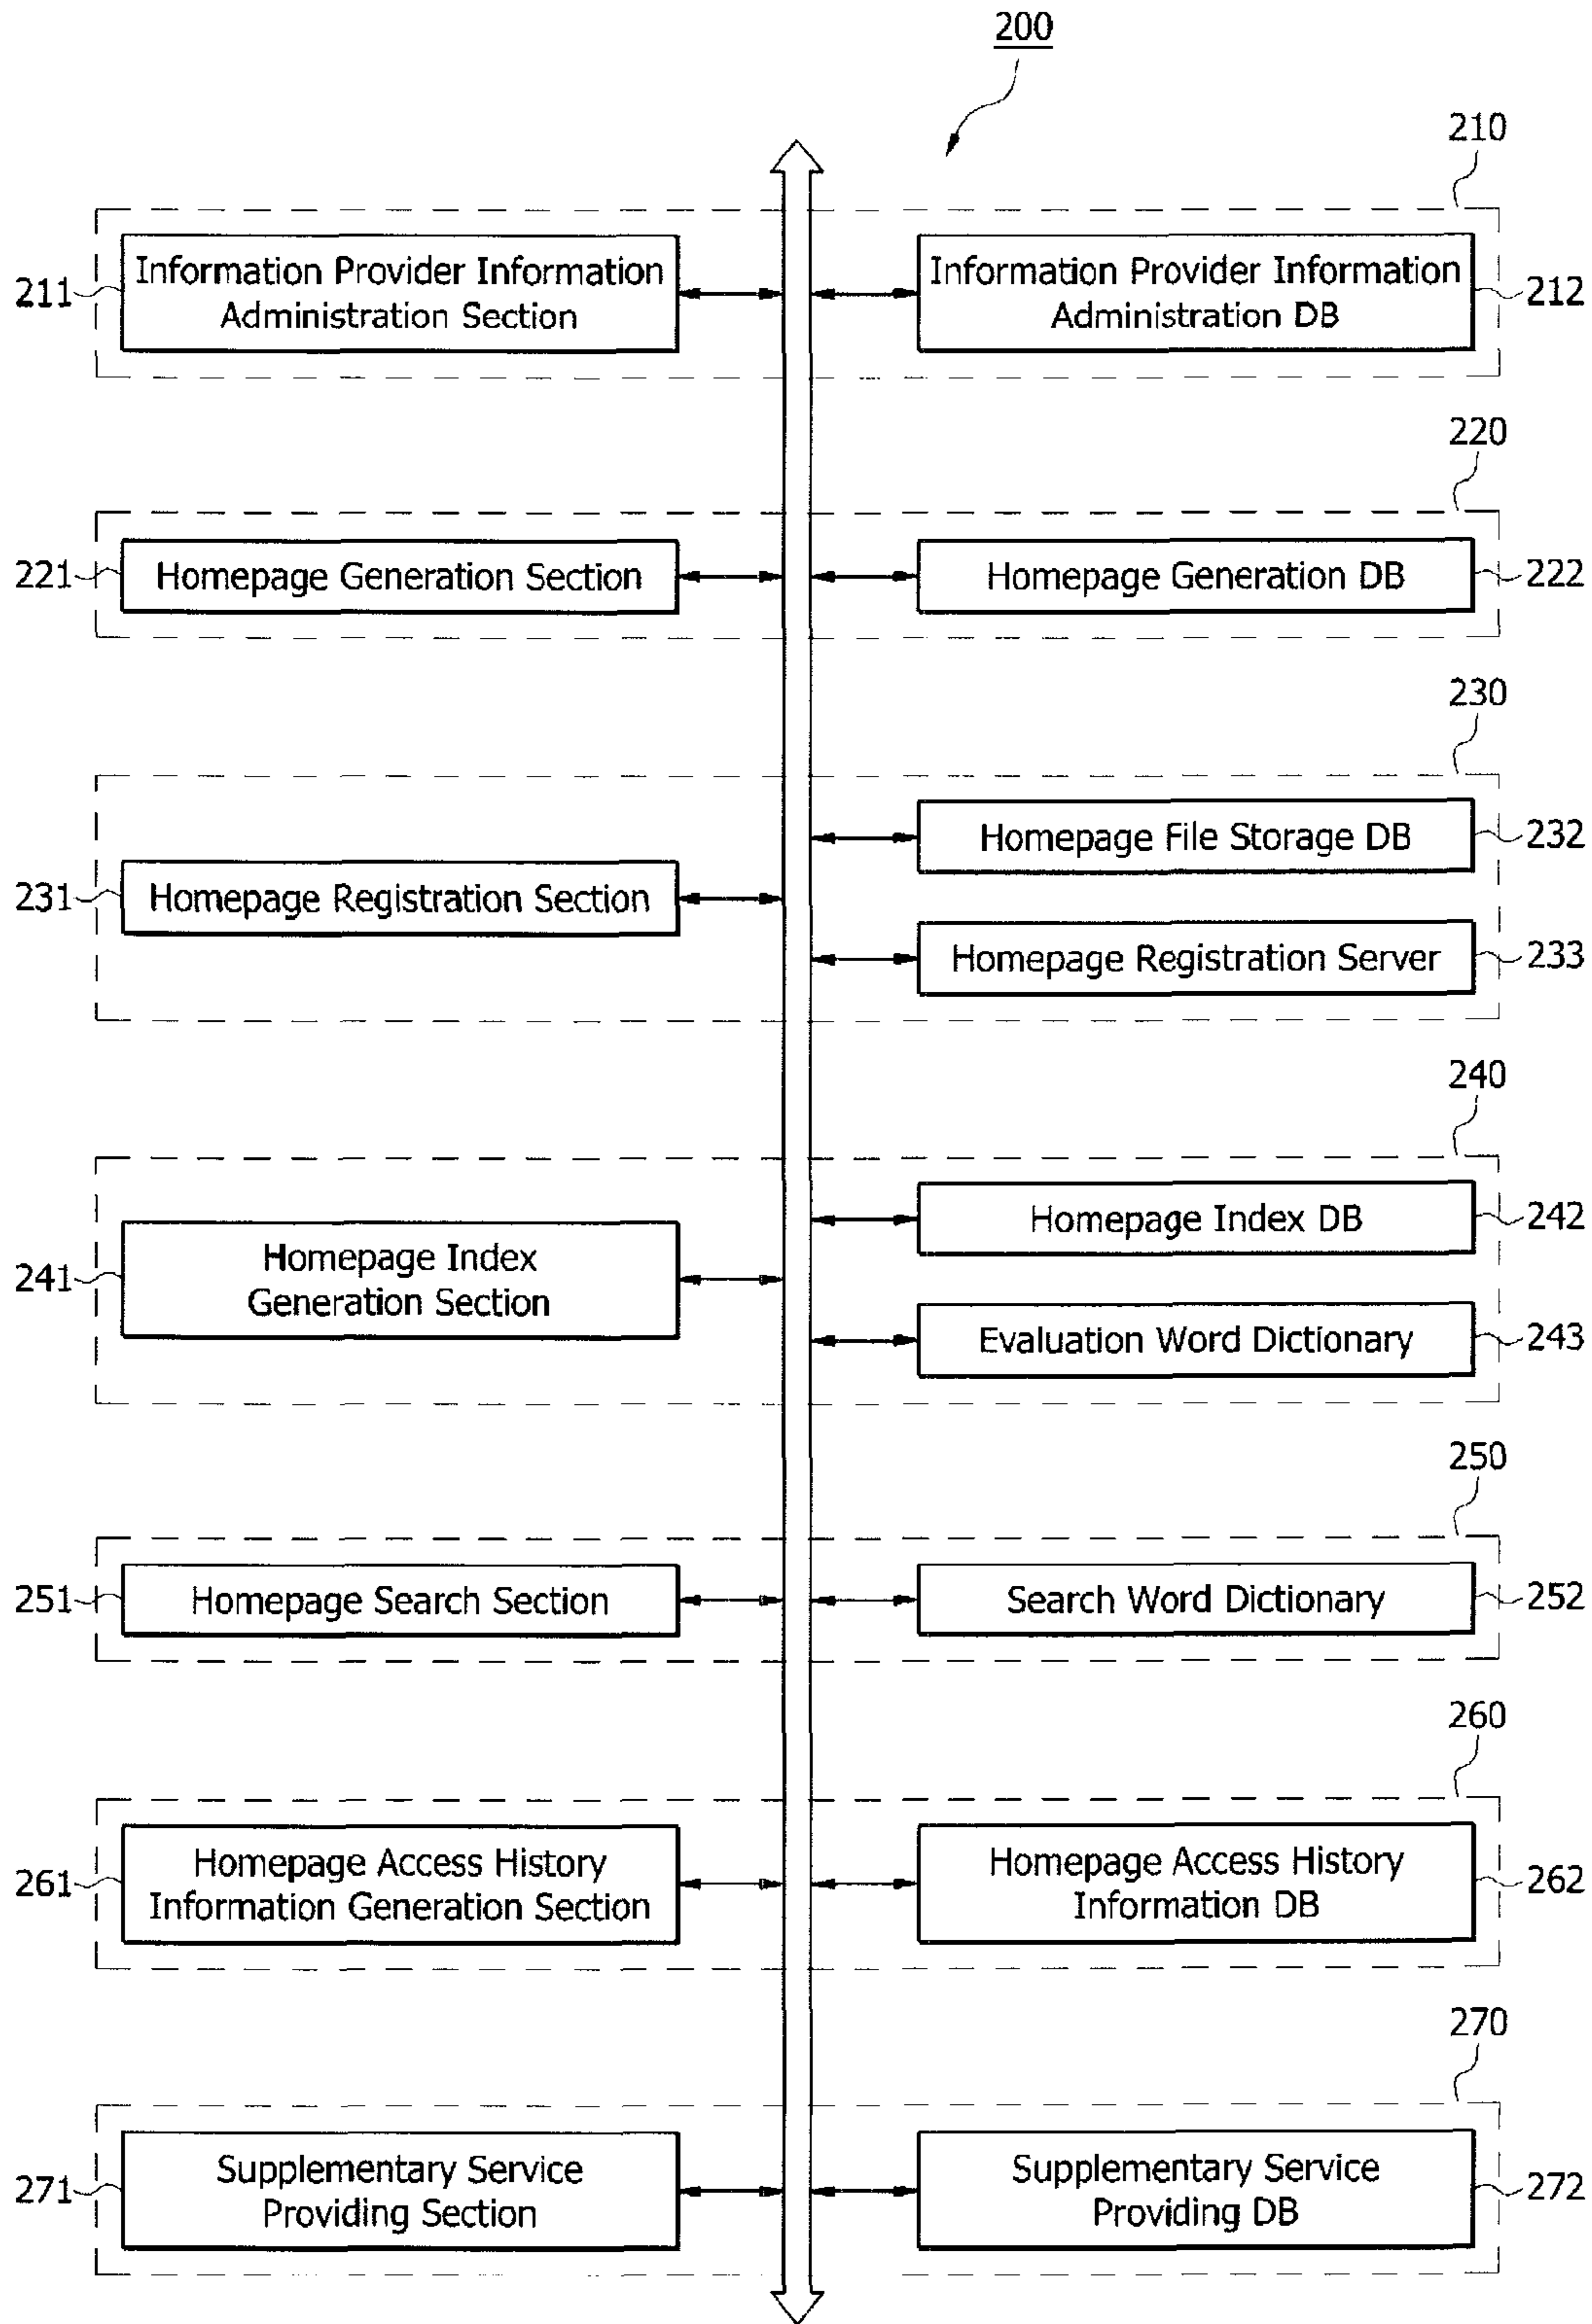 200
210
211
Information Provider Information
Administration Section
Information Provider Information
Administration DB
212
220
221
Homepage Generation Section
Homepage Generation DB
222
230
Homepage File Storage DB
232
231
Homepage Registration Section
Homepage Registration Server
233
240
Homepage Index DB
242
241
Homepage Index
Generation Section
Evaluation Word Dictionary
243
250
251
Homepage Search Section
Search Word Dictionary
252
260
261
Homepage Access History
Information Generation Section
Homepage Access History
Information DB
262
270
271
Supplementary Service
Providing Section
Supplementary Service
Providing DB
272